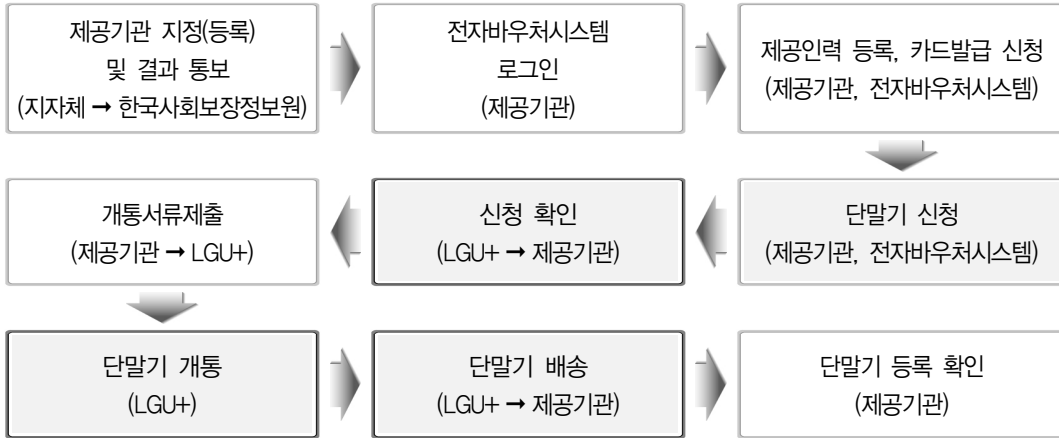 제공기관 지정(등록)
및 결과 통보
(지자체 ➞ 한국사회보장정보원)
전자바우처시스템
로그인
(제공기관)
제공인력 등록, 카드발급 신청
(제공기관, 전자바우처시스템)
단말기 신청
(제공기관, 전자바우처시스템)
신청 확인
(LGU+ ➞ 제공기관)
개통서류제출
(제공기관 ➞ LGU+)
단말기 개통
(LGU+)
단말기 배송
(LGU+ ➞ 제공기관)
단말기 등록 확인
(제공기관)